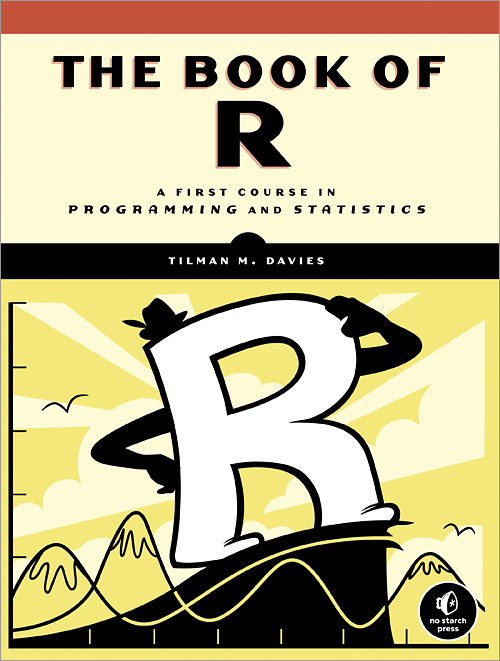 THE BOOK OF
R
A FIRST COURSE IN
PROGRAMMING AND STATISTICS
TILMAN M. DAVIES
R
no starch
press